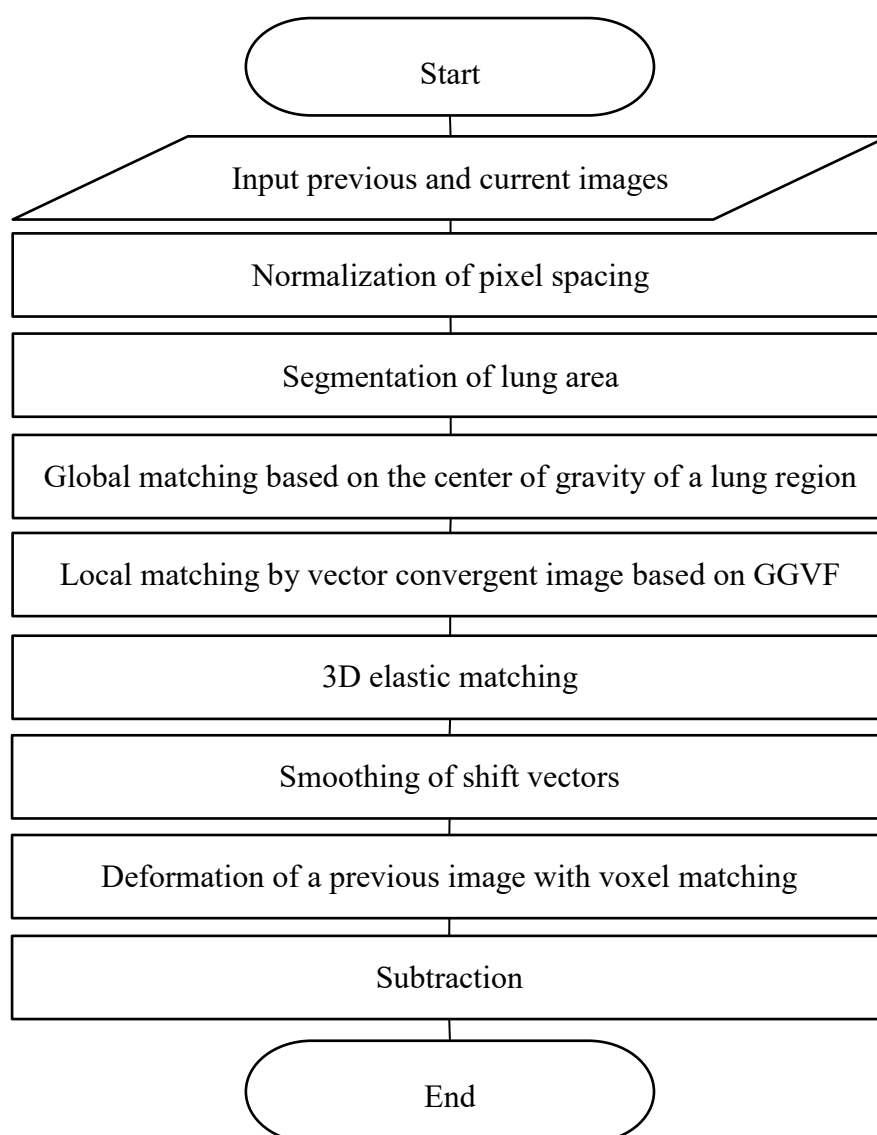 Start
Input previous and current images
Normalization of pixel spacing
Segmentation of lung area
Global matching based on the center of gravity of a lung region
Local matching by vector convergent image based on GGVF
3D elastic matching
Smoothing of shift vectors
Deformation of a previous image with voxel matching
Subtraction
End